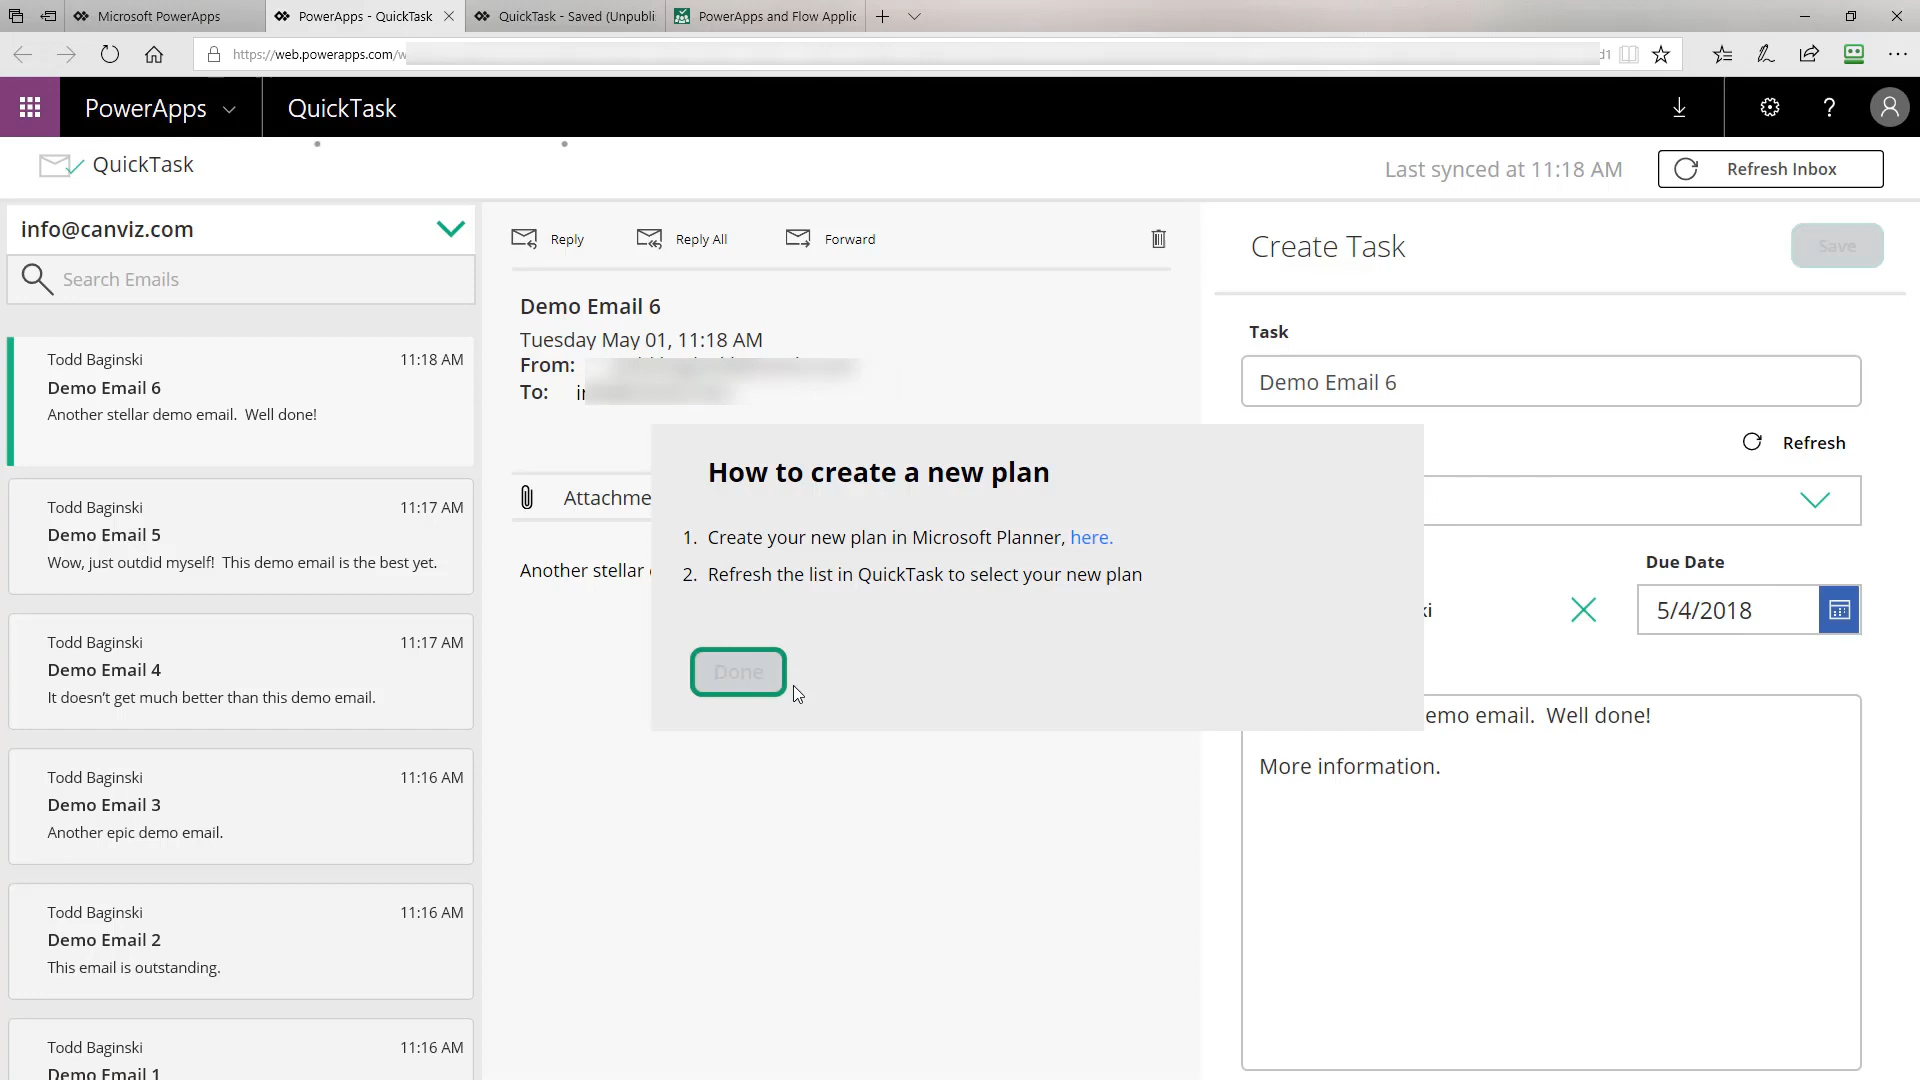 Microsoft PowerApps
PowerApps - QuickTask
QuickTask - Saved (Unpubli
PowerApps and Flow Applic
https://web.powerapps.com/w
d1
PowerApps
QuickTask
?
QuickTask
Last synced at 11:18 AM
Refresh Inbox
info@canviz.com
Search Emails
Todd Baginski 11:18 AM
Demo Email 6
Another stellar demo email.  Well done!
Todd Baginski 11:17 AM
Demo Email 5
Wow, just outdid myself!  This demo email is the best yet.
Todd Baginski 11:17 AM
Demo Email 4
It doesn't get much better than this demo email.
Todd Baginski 11:16 AM
Demo Email 3
Another epic demo email.
Todd Baginski 11:16 AM
Demo Email 2
This email is outstanding.
Todd Baginski 11:16 AM
Demo Email 1
Reply
Reply All
Forward
Demo Email 6
Tuesday May 01, 11:18 AM
From:
To:
Attachme
Another stellar
How to create a new plan
1. Create your new plan in Microsoft Planner, here.
2. Refresh the list in QuickTask to select your new plan
Done
Create Task
Save
Task
Demo Email 6
Refresh
Due Date
ki
5/4/2018
emo email.  Well done!
More information.